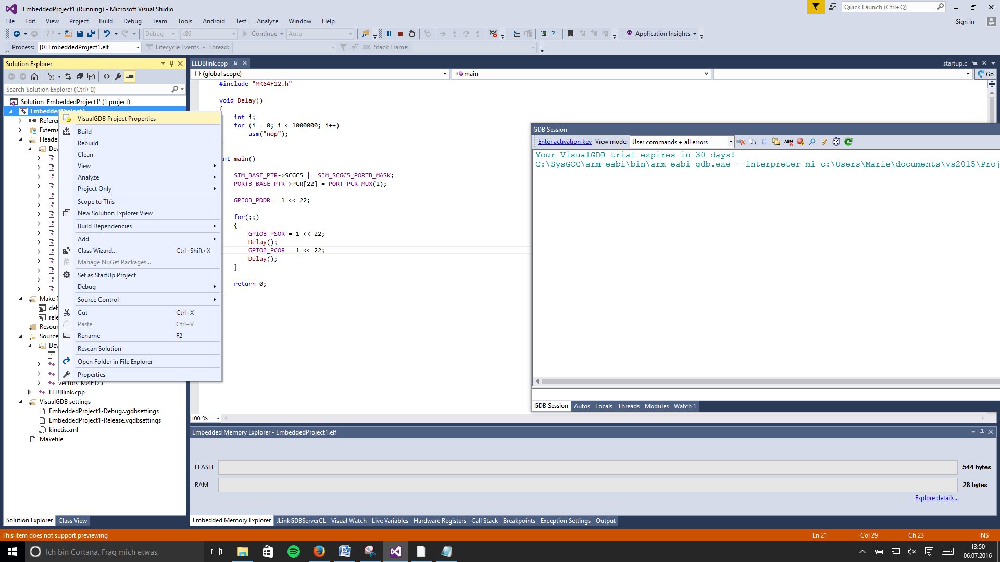 EmbeddedProject1 (Running) - Microsoft Visual Studio
Quick Launch (Ctrl+Q)
File Edit View Project Build Debug Team Tools Android Test Analyze Window Help
Sign in
Debug x86 Continue Auto Application Insights
Process: [0] EmbeddedProject1.elf Lifecycle Events Thread: Stack Frame:
Solution Explorer
Search Solution Explorer (Ctrl+ü)
Solution 'EmbeddedProject1' (1 project)
EmbeddedProject1
Referen
Externa
Header
Dev
Make f
deb
rele
Resour
Source
Dev
vectors_K64F12.c
LEDBlink.cpp
VisualGDB settings
EmbeddedProject1-Debug.vgdbsettings
EmbeddedProject1-Release.vgdbsettings
kinetis.xml
Makefile
Solution Explorer Class View
VisualGDB Project Properties
Build
Rebuild
Clean
View
Analyze
Project Only
Scope to This
New Solution Explorer View
Build Dependencies
Add
Class Wizard... Ctrl+Shift+X
Manage NuGet Packages...
Set as StartUp Project
Debug
Source Control
Cut Ctrl+X
Paste Ctrl+V
Rename F2
Rescan Solution
Open Folder in File Explorer
Properties
LEDBlink.cpp
startup.c
{ } (global scope) main
Go
#include "MK64F12.h"
void Delay()
{
int i;
for (i = 0; i < 1000000; i++)
asm("nop");
int main()
SIM_BASE_PTR->SCGC5 |= SIM_SCGC5_PORTB_MASK;
PORTB_BASE_PTR->PCR[22] = PORT_PCR_MUX(1);
GPIOB_PDDR = 1 << 22;
for(;;)
{
GPIOB_PSOR = 1 << 22;
Delay();
GPIOB_PCOR = 1 << 22;
Delay();
}
return 0;
100 %
GDB Session
Enter activation key View mode: User commands + all errors ASM
Your VisualGDB trial expires in 30 days!
C:\SysGCC\arm-eabi\bin\arm-eabi-gdb.exe --interpreter mi c:\Users\Marie\documents\vs2015\Proj
GDB Session Autos Locals Threads Modules Watch 1
Embedded Memory Explorer - EmbeddedProject1.elf
FLASH 544 bytes
RAM 28 bytes
Explore details...
Embedded Memory Explorer JLinkGDBServerCL Visual Watch Live Variables Hardware Registers Call Stack Breakpoints Exception Settings Output
This item does not support previewing Ln 21 Col 29 Ch 23 INS
Ich bin Cortana. Frag mich etwas.
13:50
06.07.2016